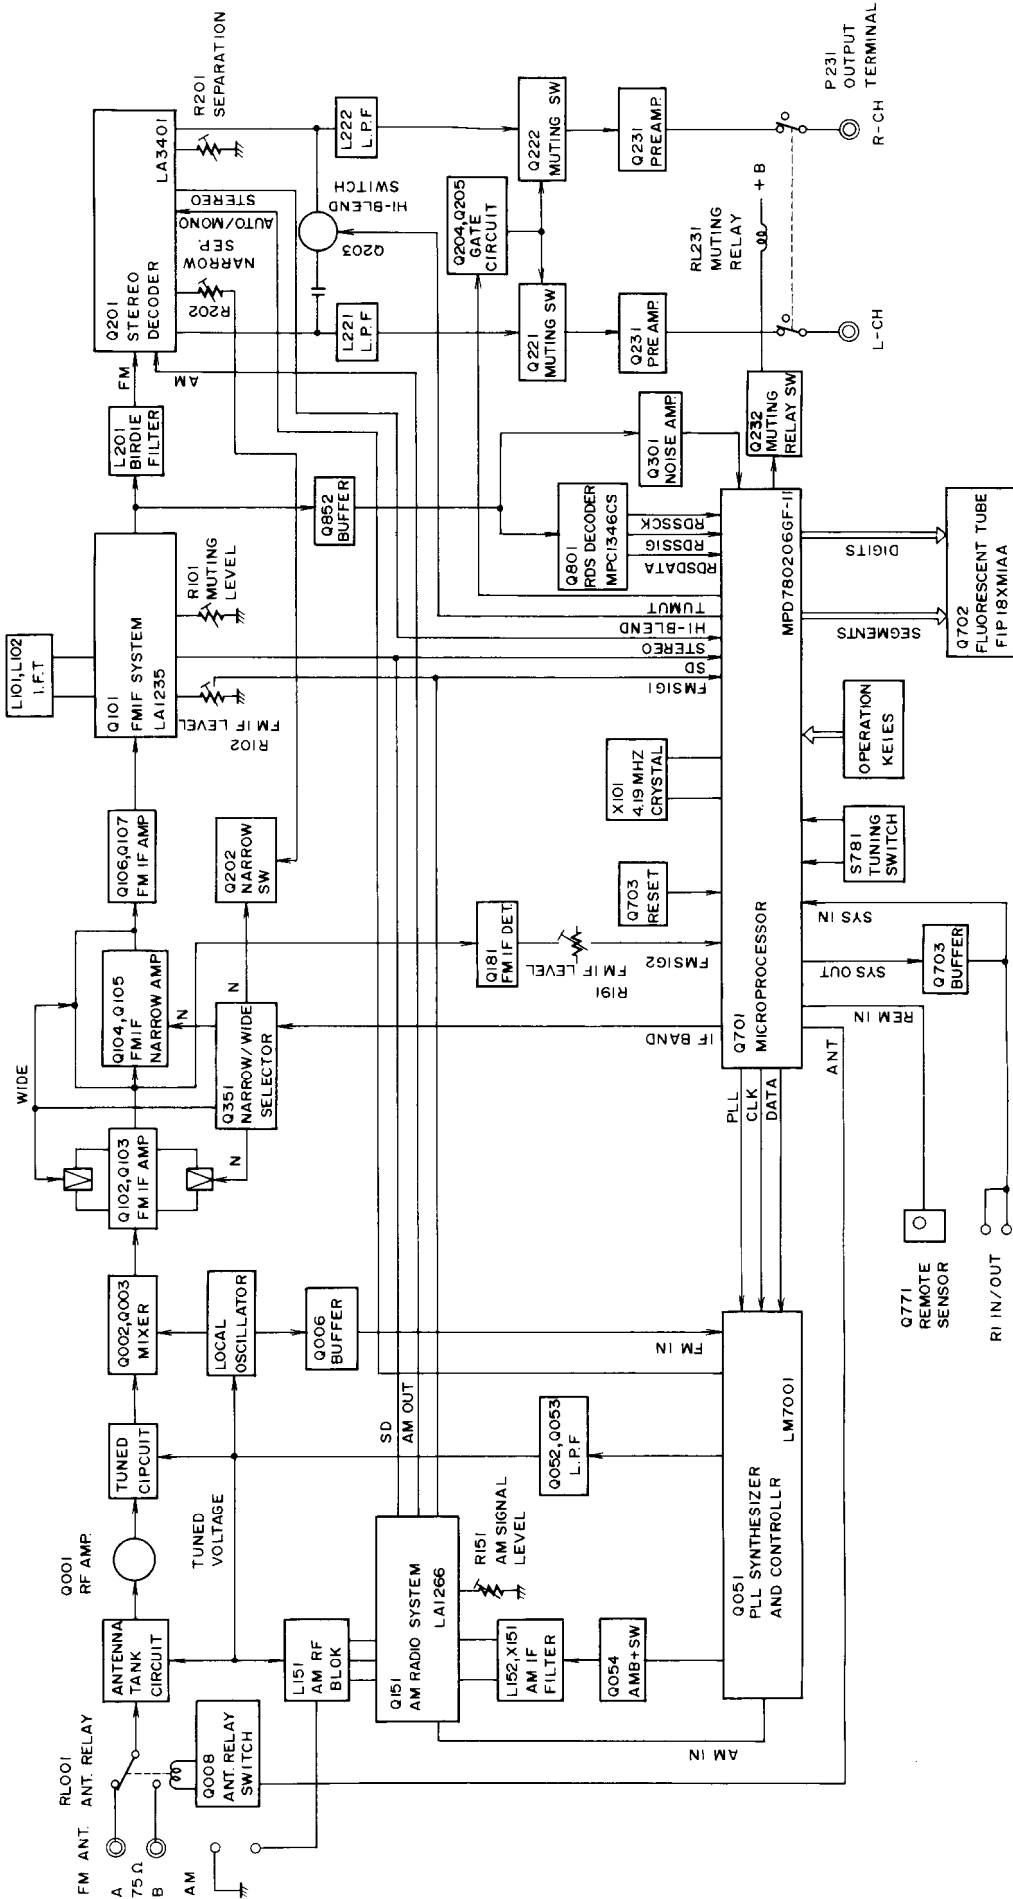 FM ANT.
A
75 Ω
B
AM
RL001
ANT. RELAY
Q008
ANT. RELAY
SWITCH
ANTENNA
TANK
CIRCUIT
Q001
RF AMP.
TUNED
CIPCUIT
Q002,Q003
MIXER
LOCAL
OSCILLATOR
Q006
BUFFER
TUNED
VOLTAGE
Q102,Q103
FM IF AMP
WIDE
N
Q104,Q105
FMIF
NARROW AMP
N
Q351
NARROW/WIDE
SELECTOR
N
Q202
NARROW
SW
Q106,Q107
FM IF AMP
L101,L102
I.F.T
Q101
FMIF SYSTEM
LA1235
R102
FM IF LEVEL
R101
MUTING
LEVEL
L201
BIRDIE
FILTER
FM
AM
Q201
STEREO
DECODER
LA3401
R202
NARROW
SEP.
AUTO/MONO
STEREO
R201
SEPARATION
Q203
HI-BLEND
SWITCH
L221
L.P.F
L222
L.P.F
Q204,Q205
GATE
CIRCUIT
Q221
MUTING SW
Q222
MUTING SW
Q231
PREAMP.
Q231
PREAMP.
RL231
MUTING
RELAY
+B
L-CH
R-CH
P231
OUTPUT
TERMINAL
Q852
BUFFER
Q801
RDS DECODER
MPC1346CS
Q301
NOISE AMP.
Q232
MUTING
RELAY SW
RDSDATA
RDSSIG
RDSSCK
FMSIG1
SD
STEREO
HI-BLEND
TUMUT
Q181
FM IF DET.
R191
FM IF LEVEL
FMSIG2
IF BAND
Q703
RESET
X101
4.19 MHZ
CRYSTAL
Q701
MICROPROCESSOR
MPD780206GF-11
L151
AM RF
BLOK
Q151
AM RADIO SYSTEM
LA1266
SD
AM OUT
R151
AM SIGNAL
LEVEL
L152,X151
AM IF
FILTER
Q054
AMB+SW
Q052,Q053
L.P.F
FM IN
AM IN
Q051
PLL SYNTHESIZER
AND CONTROLLR
LM7001
PLL
CLK
DATA
ANT
REM IN
SYS OUT
SYS IN
Q703
BUFFER
S781
TUNING
SWITCH
OPERATION
KEIES
SEGMENTS
DIGITS
Q702
FLUORESCENT TUBE
FIP18XM1AA
Q771
REMOTE
SENSOR
RI IN/OUT